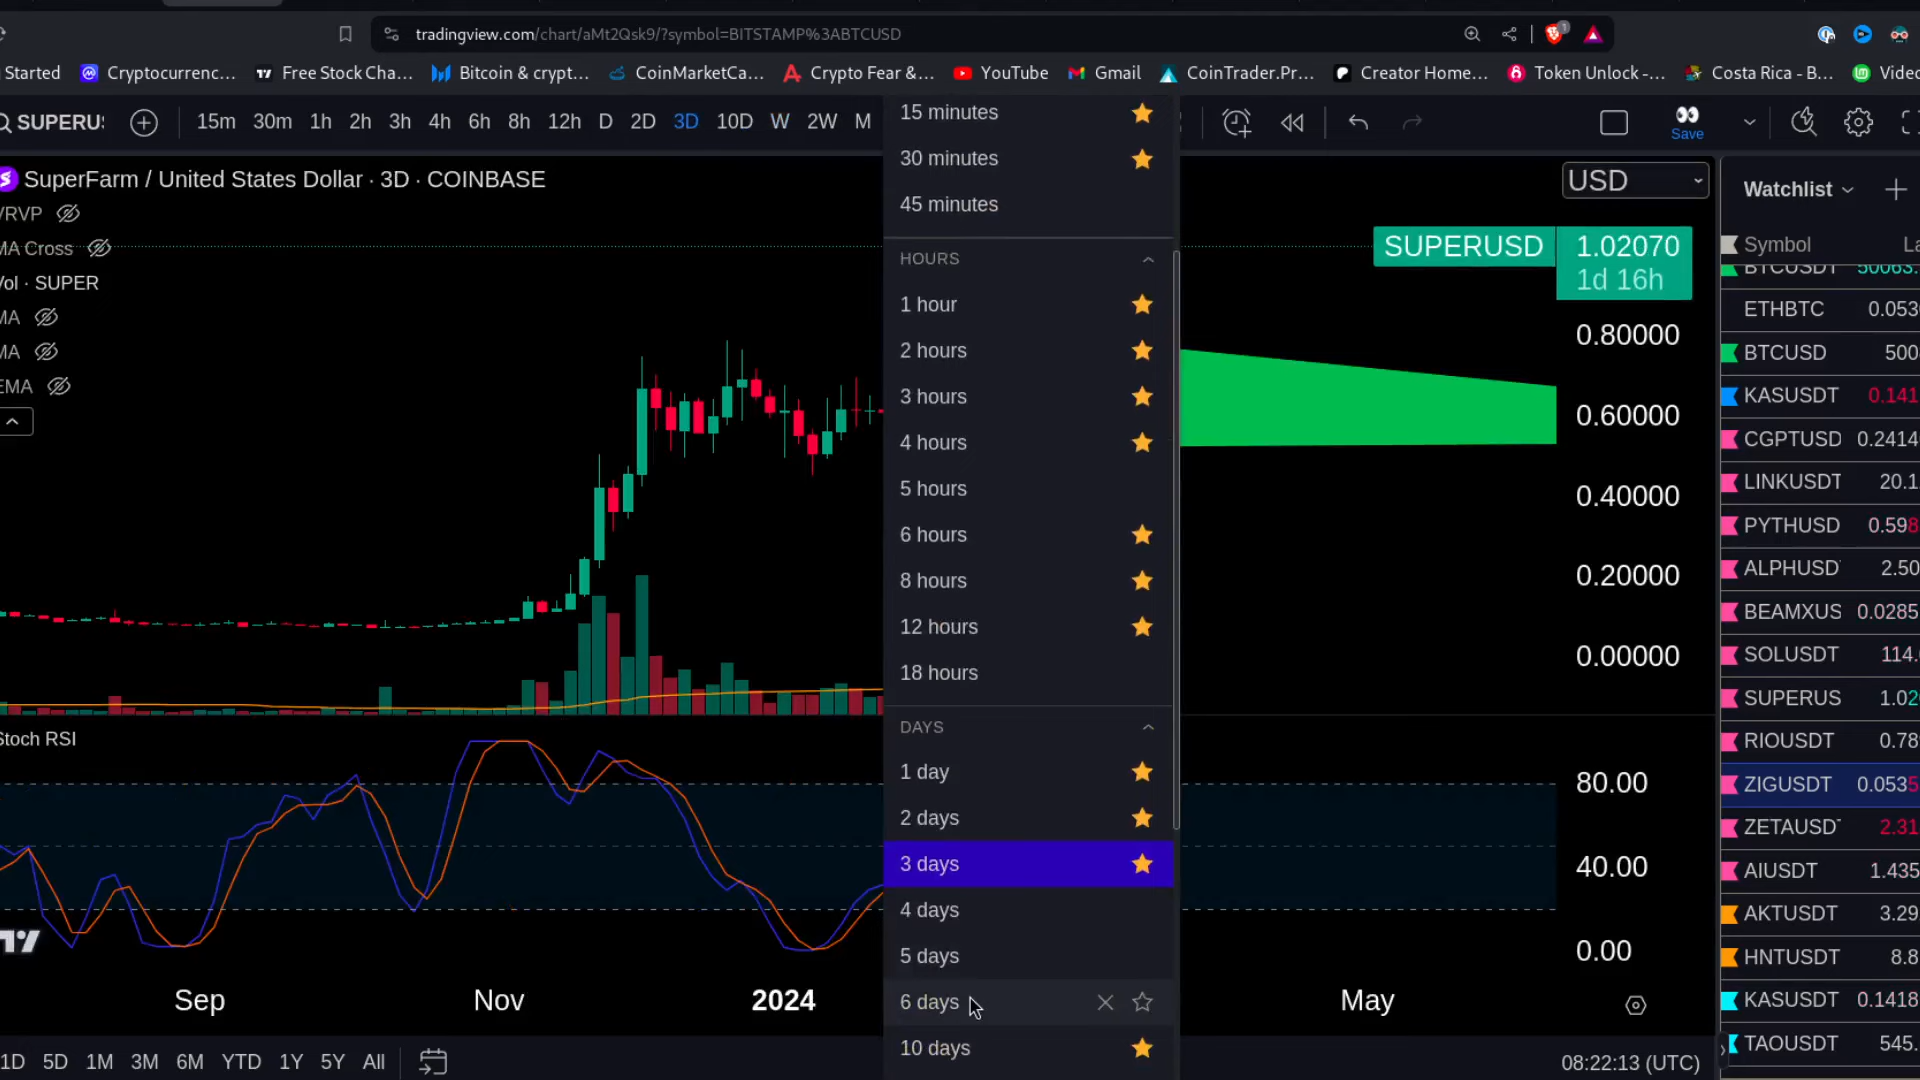 tradingview.com/chart/aMt2Qsk9/?symbol=BITSTAMP%3ABTCUSD
1
Started
Cryptocurrenc...
Free Stock Cha...
Bitcoin & crypt...
CoinMarketCa...
Crypto Fear &...
YouTube
Gmail
CoinTrader.Pr...
Creator Home...
Token Unlock -...
Costa Rica - B...
Videc
SUPERU
15m 30m 1h 2h 3h 4h 6h 8h 12h D 2D 3D 10D W 2W M
Save
SuperFarm / United States Dollar · 3D · COINBASE
VRVP
MA Cross
Vol · SUPER
MA
MA
EMA
15 minutes
30 minutes
45 minutes
HOURS
1 hour
2 hours
3 hours
4 hours
5 hours
6 hours
8 hours
12 hours
18 hours
DAYS
1 day
2 days
3 days
4 days
5 days
6 days
10 days
USD
SUPERUSD 1.02070
1d 16h
0.80000
0.60000
0.40000
0.20000
0.00000
Stoch RSI
80.00
40.00
0.00
Sep Nov 2024 May
1D 5D 1M 3M 6M YTD 1Y 5Y All
08:22:13 (UTC)
Watchlist
Symbol
BTCUSDT 50063.
ETHBTC 0.053
BTCUSD 500
KASUSDT 0.141
CGPTUSD 0.2414
LINKUSDT 20.1
PYTHUSD 0.598
ALPHUSD 2.50
BEAMXUS 0.0285
SOLUSDT 114.
SUPERUS 1.02
RIOUSDT 0.78
ZIGUSDT 0.0535
ZETAUSD 2.31
AIUSDT 1.435
AKTUSDT 3.29
HNTUSDT 8.8
KASUSDT 0.1418
TAOUSDT 545.